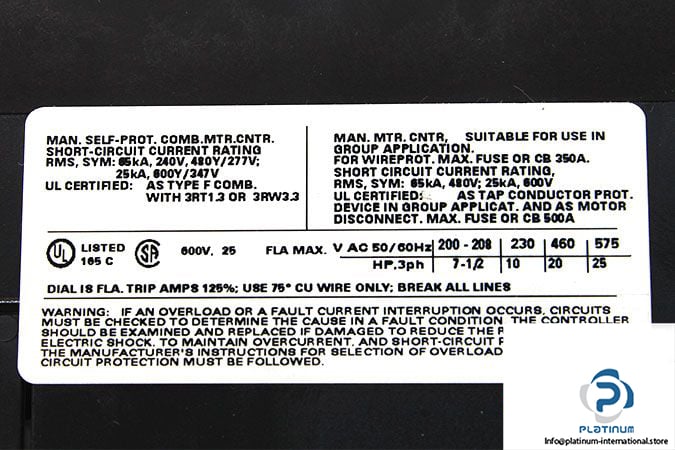 MAN. SELF-PROT. COMB.MTR.CNTR.
SHORT-CIRCUIT CURRENT RATING
RMS, SYM: 65kA, 240V, 480Y/277V;
25kA, 600Y/347V
UL CERTIFIED: AS TYPE F COMB.
WITH 3RT1.3 OR 3RW3.3
MAN. MTR. CNTR, SUITABLE FOR USE IN
GROUP APPLICATION.
FOR WIREPROT. MAX. FUSE OR CB 350A.
SHORT CIRCUIT CURRENT RATING,
RMS, SYM: 65kA, 480V; 25kA, 600V
UL CERTIFIED: AS TAP CONDUCTOR PROT.
DEVICE IN GROUP APPLICAT. AND AS MOTOR
DISCONNECT. MAX. FUSE OR CB 500A
UL LISTED 165 C SA 600V, 25 FLA MAX. V AC 50/60Hz 200 - 208 230 460 575
HP,3ph 7-1/2 10 20 25
DIAL IS FLA. TRIP AMPS 125%; USE 75° CU WIRE ONLY; BREAK ALL LINES
WARNING: IF AN OVERLOAD OR A FAULT CURRENT INTERRUPTION OCCURS, CIRCUITS
MUST BE CHECKED TO DETERMINE THE CAUSE IN A FAULT CONDITION. THE CONTROLLER
SHOULD BE EXAMINED AND REPLACED IF DAMAGED TO REDUCE THE
ELECTRIC SHOCK. TO MAINTAIN OVERCURRENT, AND SHORT-CIRCUIT
THE MANUFACTURER'S INSTRUCTIONS FOR SELECTION OF OVERLOAD
CIRCUIT PROTECTION MUST BE FOLLOWED.
PLATINUM
Info@platinum-international.store